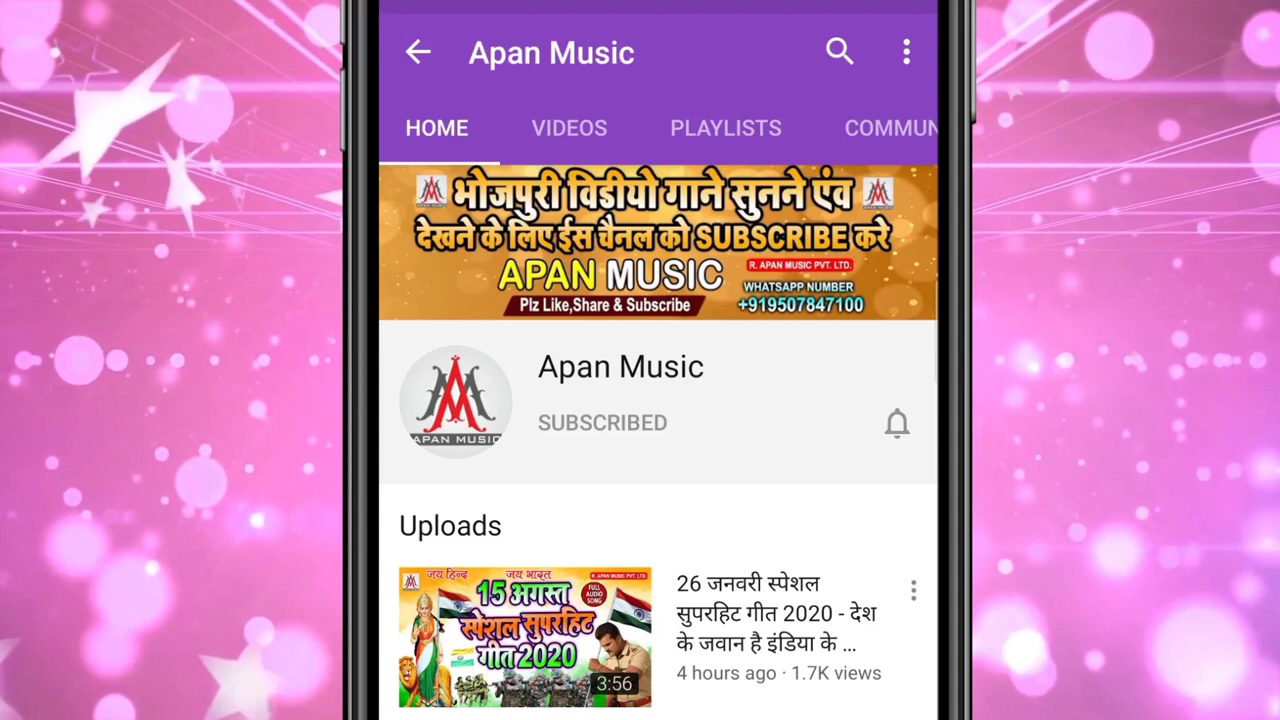 Apan Music
HOME VIDEOS PLAYLISTS COMMUN
भोजपुरी विडीयो गाने सुनने एंव
देखने के लिए ईस चैनल को SUBSCRIBE करे
APAN MUSIC
R. APAN MUSIC PVT. LTD.
WHATSAPP NUMBER
Plz Like,Share & Subscribe
+919507847100
Apan Music
SUBSCRIBED
APAN MUSIC
Uploads
जय हिन्द जय भारत
R. APAN MUSIC PVT. LTD
15 अगस्त
FULL AUDIO SONG
स्पेशल सुपरहिट
गीत 2020
3:56
26 जनवरी स्पेशल
सुपरहिट गीत 2020 - देश
के जवान है इंडिया के ...
4 hours ago · 1.7K views